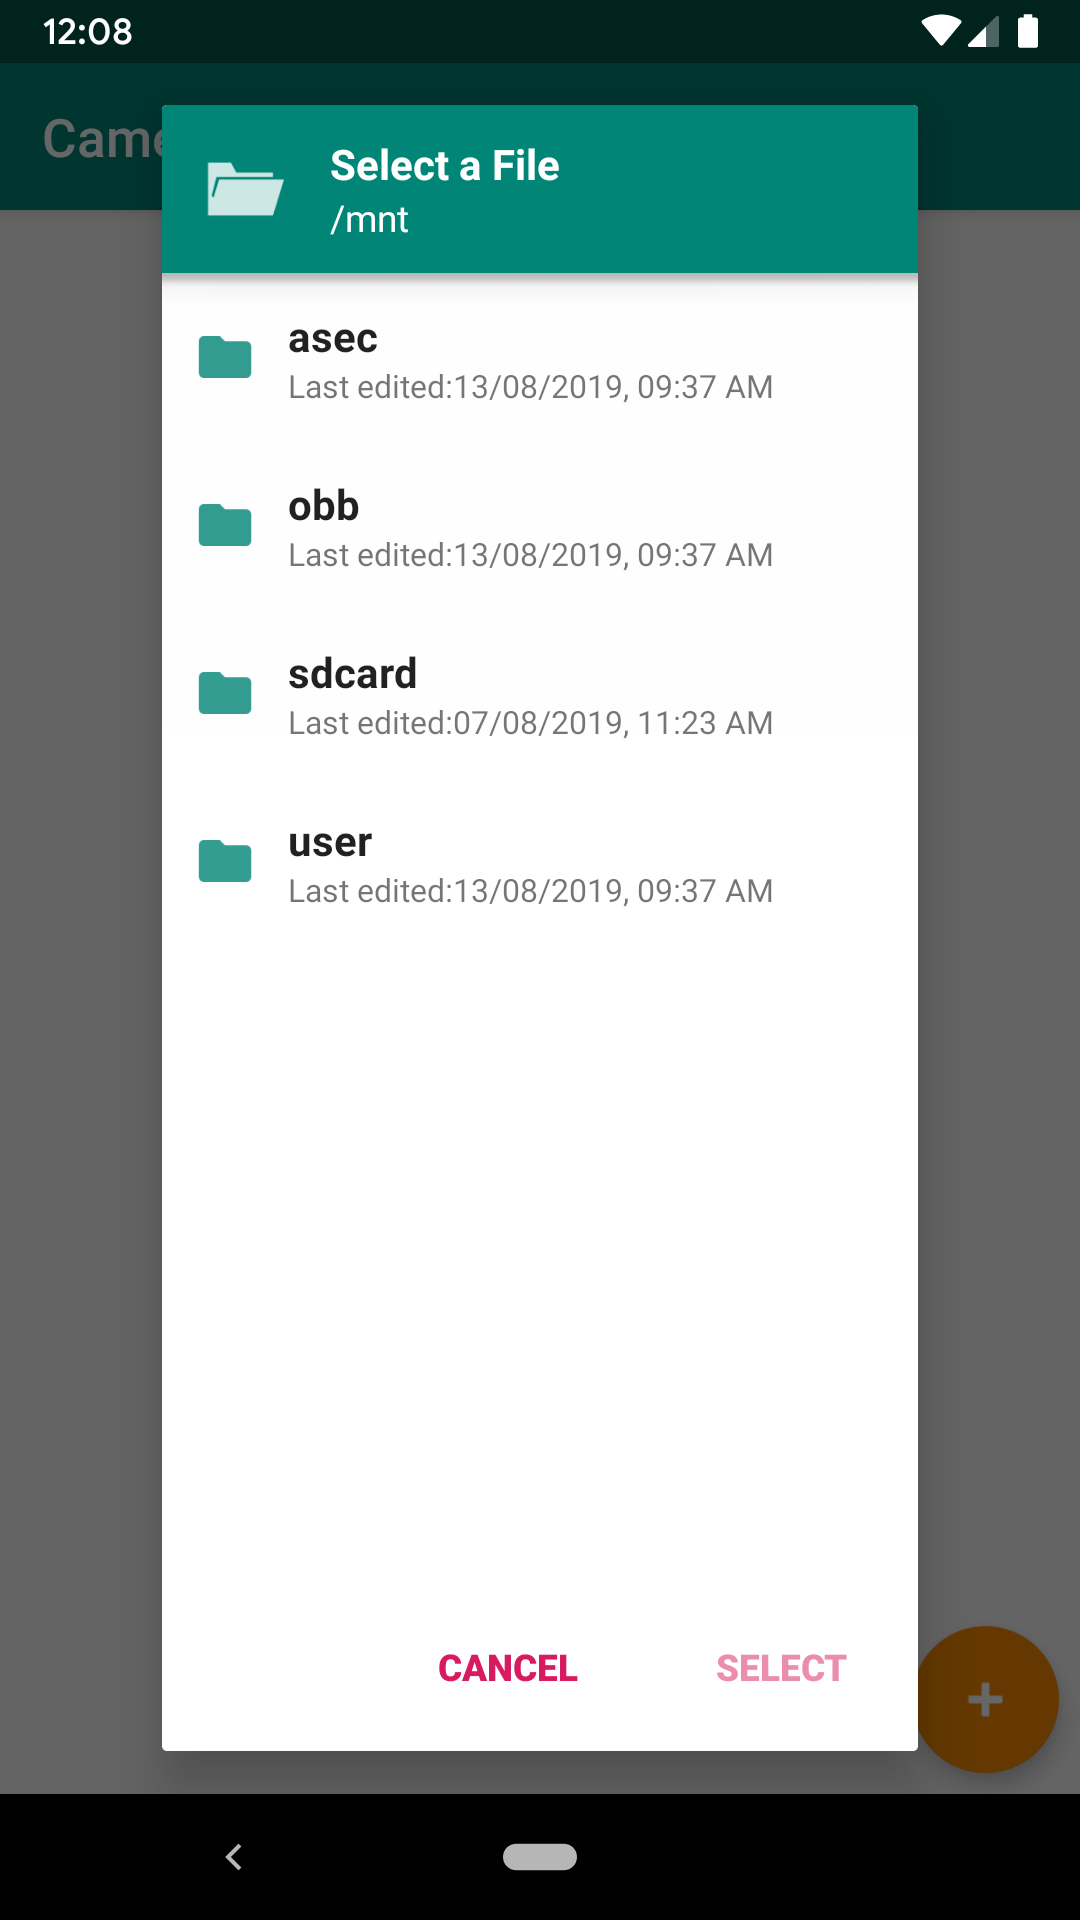 12:08
Select a File
/mnt
asec
Last edited:13/08/2019, 09:37 AM
obb
Last edited:13/08/2019, 09:37 AM
sdcard
Last edited:07/08/2019, 11:23 AM
user
Last edited:13/08/2019, 09:37 AM
CANCEL SELECT